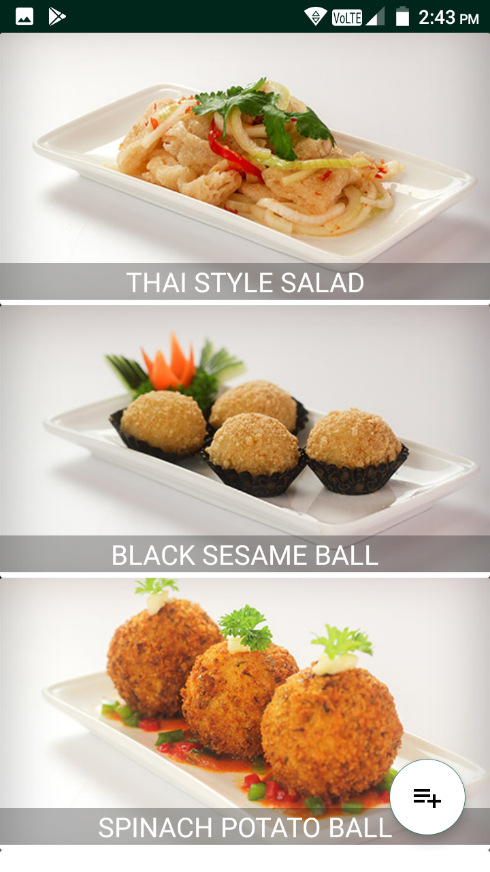 VoLTE 2:43 PM
THAI STYLE SALAD
BLACK SESAME BALL
SPINACH POTATO BALL